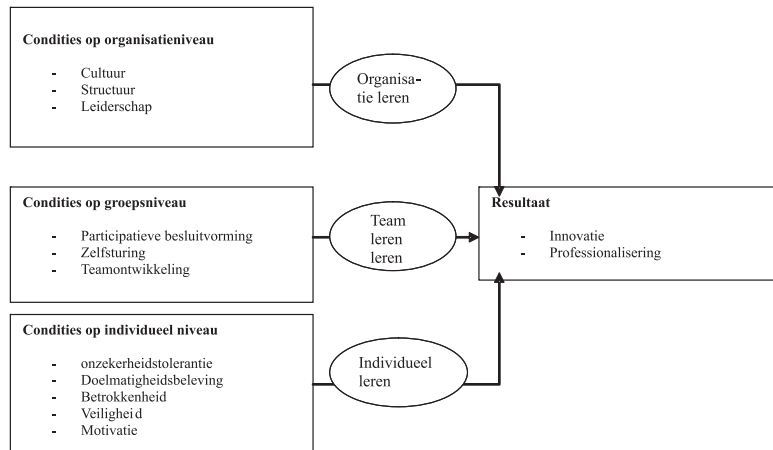 Condities op organisatieniveau
- Cultuur
- Structuur
- Leiderschap
Organisa-
tie leren
Condities op groepsniveau
- Participatieve besluitvorming
- Zelfsturing
- Teamontwikkeling
Team
leren
leren
Resultaat
- Innovatie
- Professionalisering
Condities op individueel niveau
- onzekerheidstolerantie
- Doelmatigheidsbeleving
- Betrokkenheid
- Veiligheid
- Motivatie
Individueel
leren